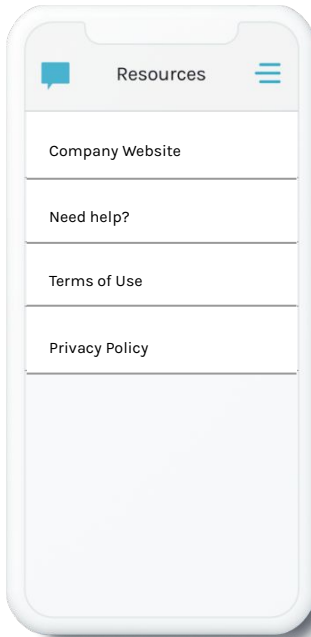 Resources
Company Website
Need help?
Terms of Use
Privacy Policy